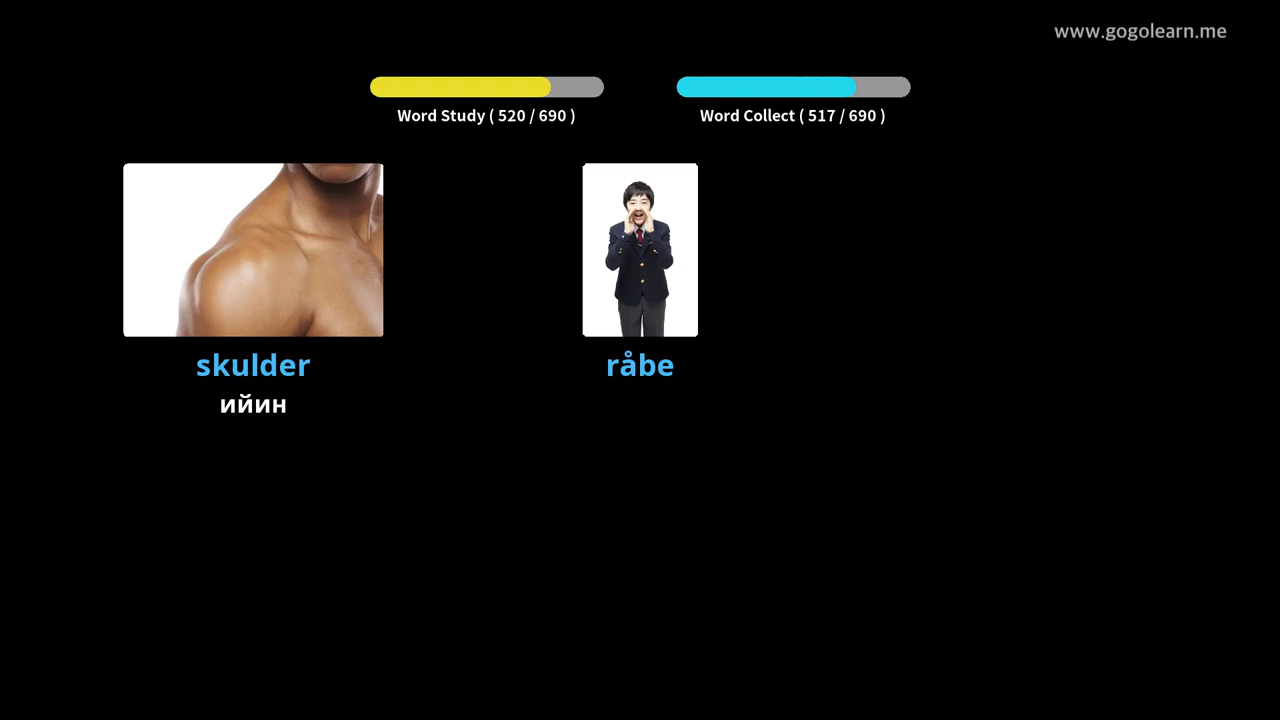 www.gogolearn.me
Word Study ( 520 / 690 )
Word Collect ( 517 / 690 )
skulder
ийин
råbe